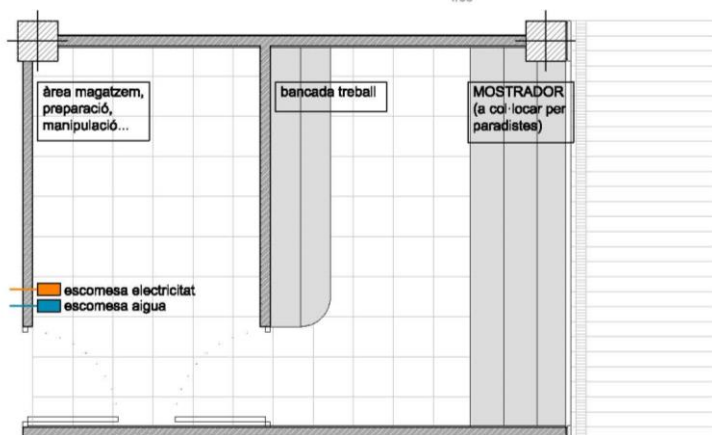 àrea magatzem,
preparació,
manipulació...
bancada treball
MOSTRADOR
(a col·locar per
paradistes)
escomesa electricitat
escomesa aigua